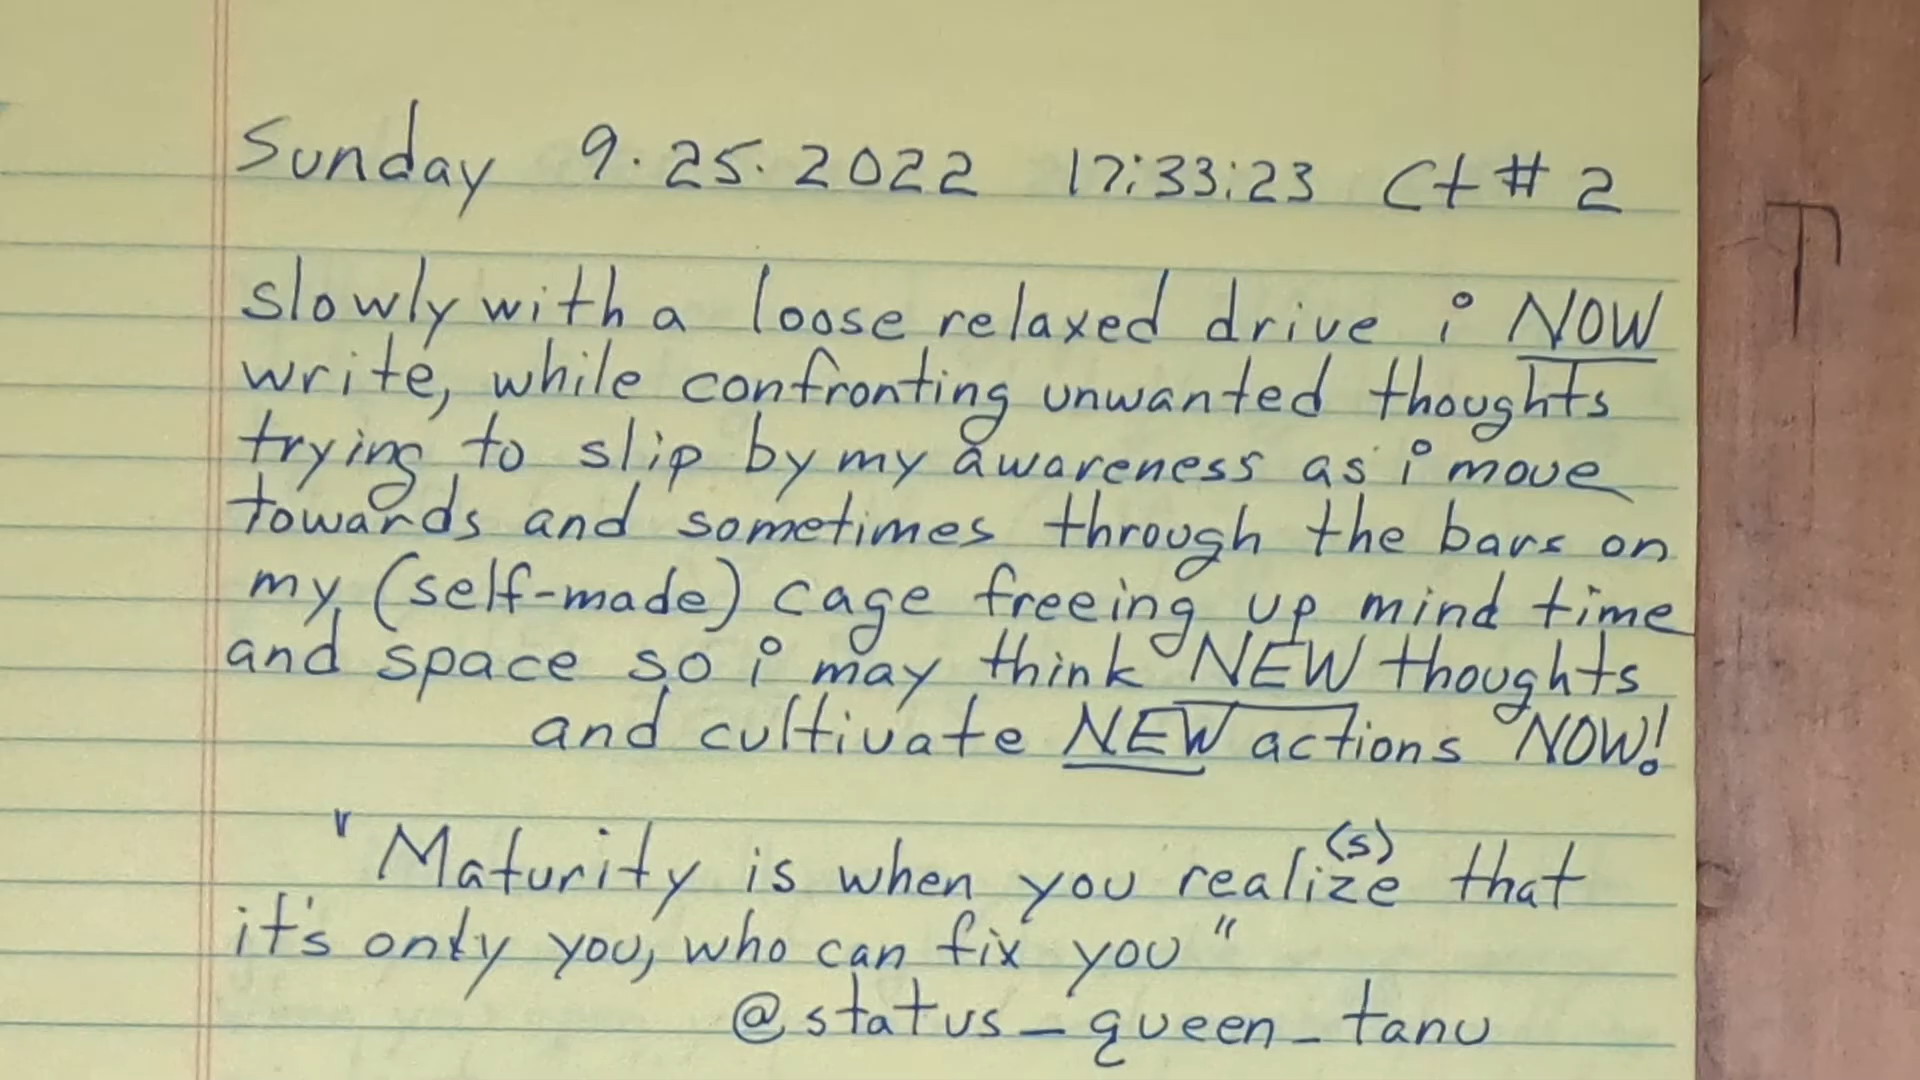 Sunday 9.25.2022 17:33:23 Ct # 2
slowly with a loose relaxed drive i NOW
write, while confronting unwanted thoughts
trying to slip by my awareness as i move
towards and sometimes through the bars on
my (self-made) cage freeing up mind time
and space so i may think NEW thoughts
and cultivate NEW actions NOW!
"Maturity is when you realize(s) that
it's only you, who can fix you"
@status_queen_tanu